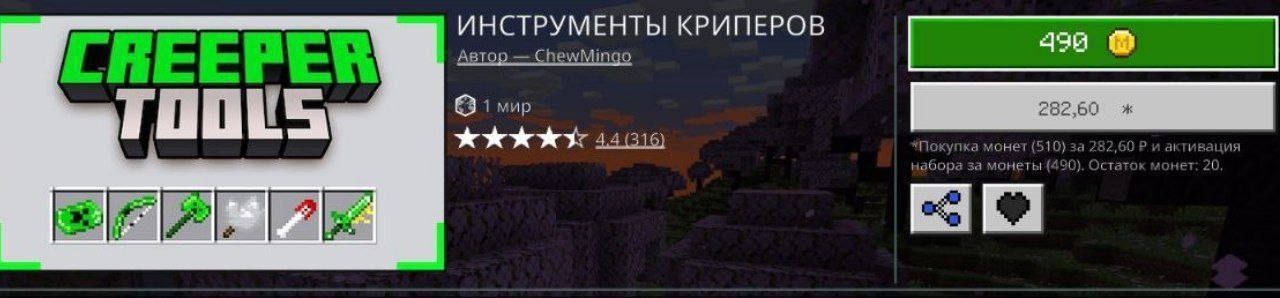 CREEPER
TOOLS
ИНСТРУМЕНТЫ КРИПЕРОВ
Автор — ChewMingo
1 мир
4.4 (316)
490
282,60 *
*Покупка монет (510) за 282,60 ₽ и активация
набора за монеты (490). Остаток монет: 20.